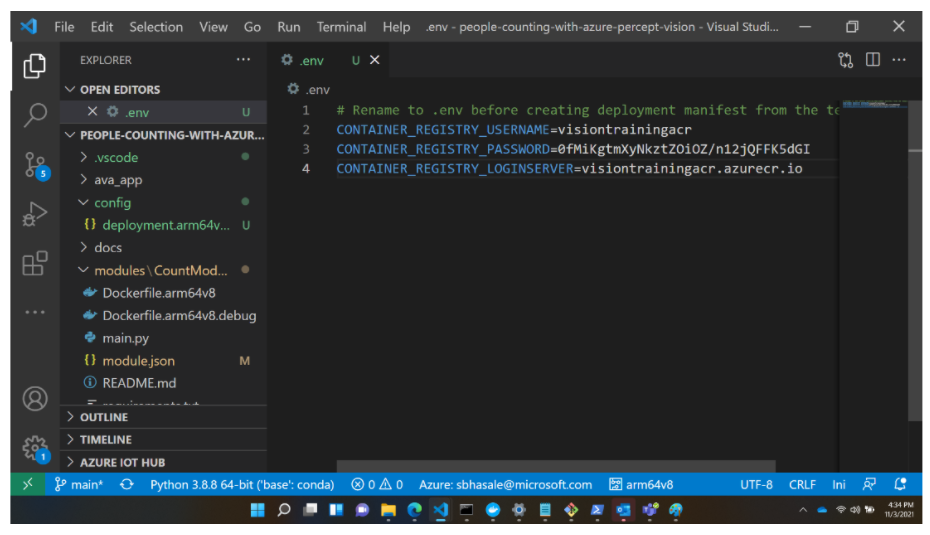 File Edit Selection View Go Run Terminal Help .env - people-counting-with-azure-percept-vision - Visual Studi...
EXPLORER
OPEN EDITORS
.env U
PEOPLE-COUNTING-WITH-AZUR...
.vscode
ava_app
config
{} deployment.arm64v... U
docs
modules\CountMod...
Dockerfile.arm64v8
Dockerfile.arm64v8.debug
main.py
{} module.json M
README.md
OUTLINE
TIMELINE
AZURE IOT HUB
5
1
.env U
.env
1 # Rename to .env before creating deployment manifest from the te
2 CONTAINER_REGISTRY_USERNAME=visiontrainingacr
3 CONTAINER_REGISTRY_PASSWORD=0fMiKgtmXyNkztZOiOZ/n12jQFFK5dGI
4 CONTAINER_REGISTRY_LOGINSERVER=visiontrainingacr.azurecr.io
main* Python 3.8.8 64-bit ('base': conda) 0 0 Azure: sbhasale@microsoft.com arm64v8 UTF-8 CRLF Ini
4:34 PM
11/3/2021